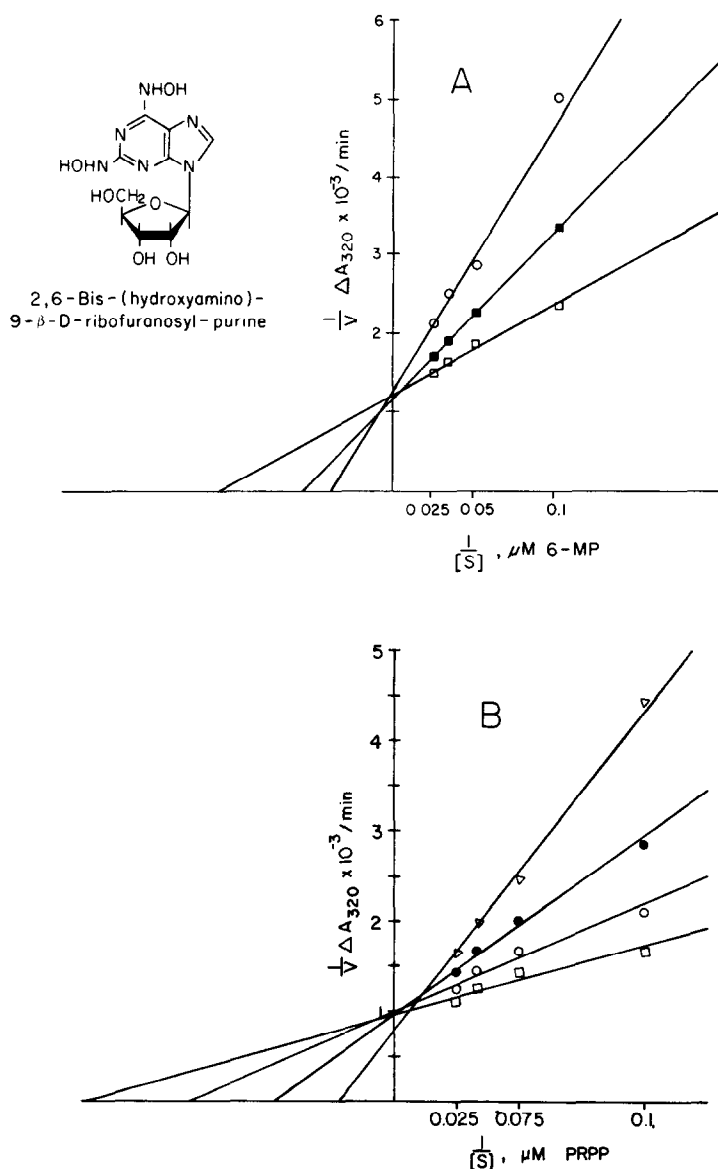 NHOH
N
N
HOHN
N
N
HOCH2
O
OH OH
2,6-Bis-(hydroxyamino)-
9-β-D-ribofuranosyl-purine
A
6
5
4
3
2
1/V ΔA320 x 10-3/min
0.025 0.05 0.1
1/[S] , μM 6-MP
B
5
4
3
2
1
1/V ΔA320 x 10-3/min
0.025 0.075 0.1
1/[S] , μM PRPP